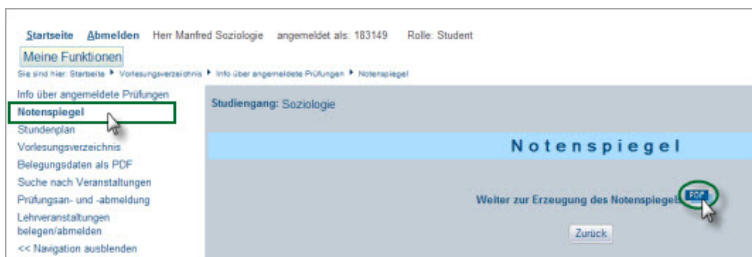 Startseite Abmelden Herr Manfred Soziologie angemeldet als: 183149 Rolle: Student
Meine Funktionen
Sie sind hier: Startseite Vorlesungsverzeichnis Info über angemeldete Prüfungen Notenspiegel
Info über angemeldete Prüfungen
Notenspiegel
Stundenplan
Vorlesungsverzeichnis
Belegungsdaten als PDF
Suche nach Veranstaltungen
Prüfungsan- und -abmeldung
Lehrveranstaltungen
belegen/abmelden
<< Navigation ausblenden
Studiengang: Soziologie
Notenspiegel
Weiter zur Erzeugung des Notenspiegels PDF
Zurück